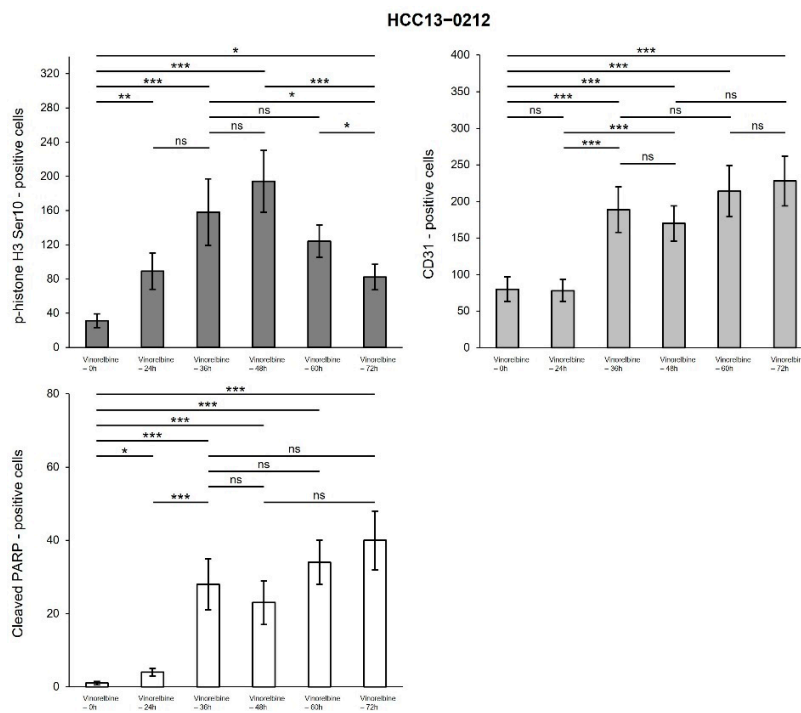 HCC13–0212
p-histone H3 Ser10 - positive cells
320
280
240
200
160
120
80
40
0
*
***
*** ***
** *
ns
ns *
ns
Vinorelbine Vinorelbine Vinorelbine Vinorelbine Vinorelbine Vinorelbine
– 0h – 24h – 36h – 48h – 60h – 72h
CD31 - positive cells
400
350
300
250
200
150
100
50
0
***
***
***
*** ns
ns ns
*** ns
***
ns
Vinorelbine Vinorelbine Vinorelbine Vinorelbine Vinorelbine Vinorelbine
– 0h – 24h – 36h – 48h – 60h – 72h
Cleaved PARP - positive cells
80
60
40
20
0
***
***
***
***
* ns
ns
ns
*** ns
Vinorelbine Vinorelbine Vinorelbine Vinorelbine Vinorelbine Vinorelbine
– 0h – 24h – 36h – 48h – 60h – 72h